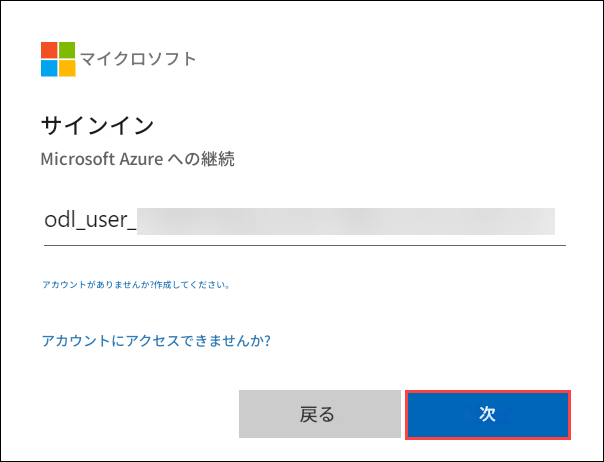 マイクロソフト
サインイン
Microsoft Azure への継続
odl_user_
アカウントがありませんか?作成してください。
アカウントにアクセスできませんか?
戻る
次